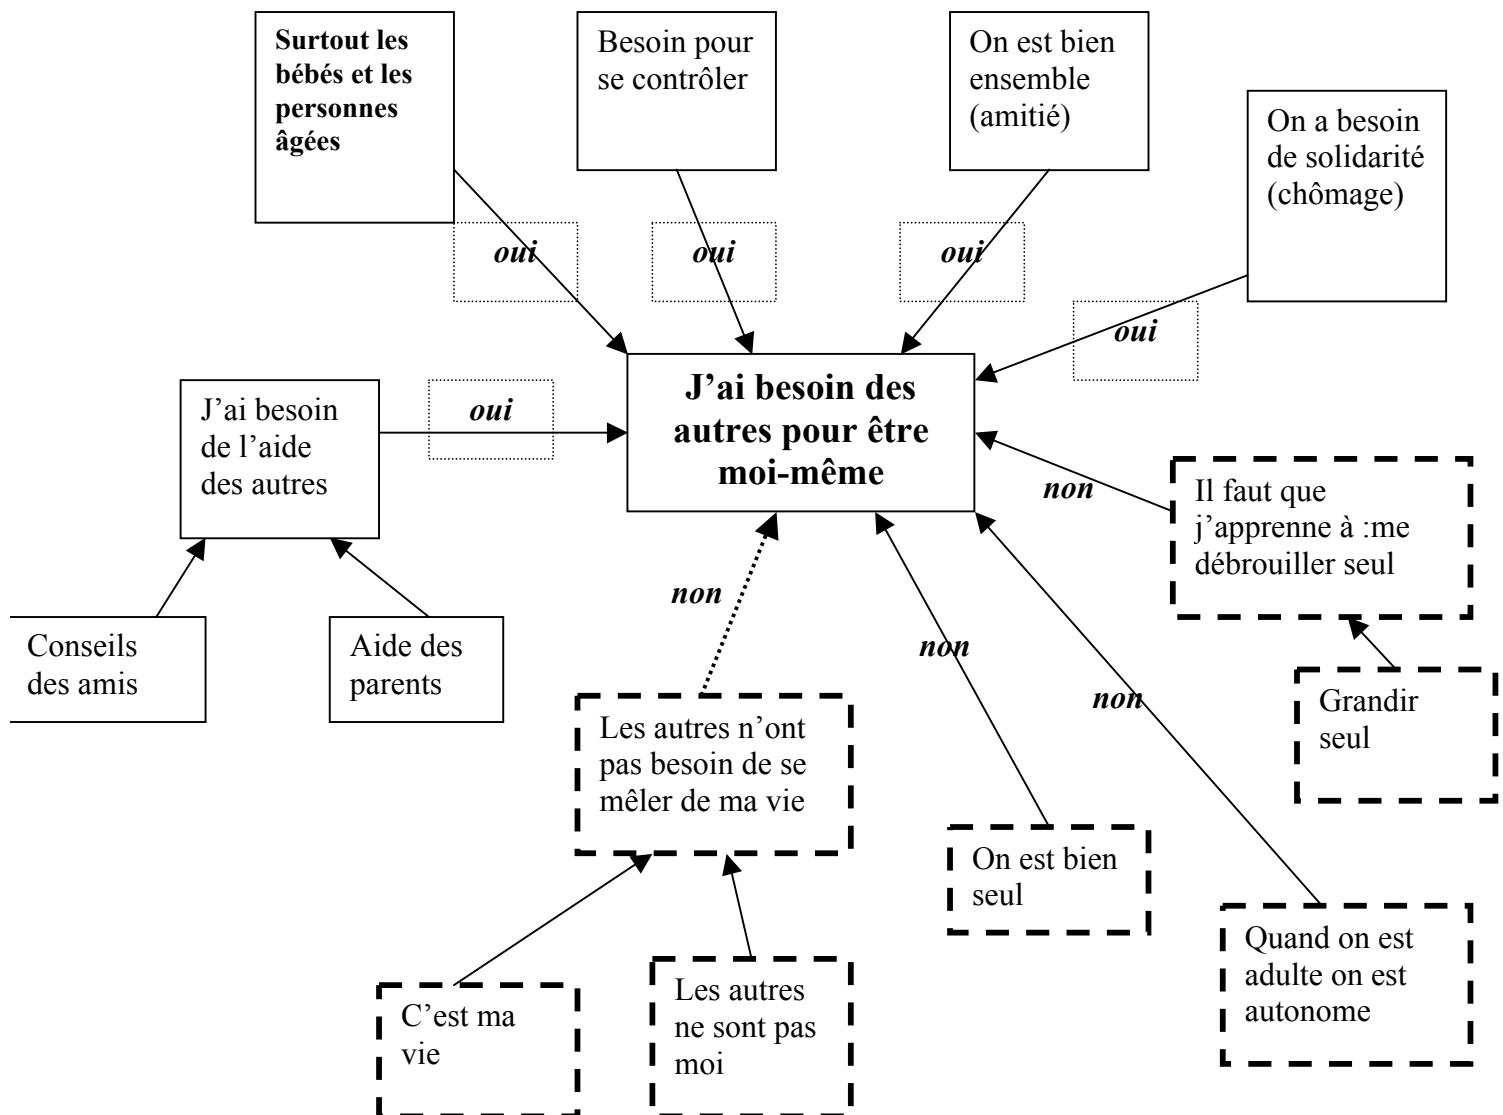 Surtout les
bébés et les
personnes
âgées
Besoin pour
se contrôler
On est bien
ensemble
(amitié)
On a besoin
de solidarité
(chômage)
oui
oui
oui
oui
J’ai besoin
de l’aide
des autres
oui
J’ai besoin des
autres pour être
moi-même
non
Il faut que
j’apprenne à :me
débrouiller seul
Conseils
des amis
Aide des
parents
non
non
non
Grandir
seul
Les autres n’ont
pas besoin de se
mêler de ma vie
On est bien
seul
Quand on est
adulte on est
autonome
C’est ma
vie
Les autres
ne sont pas
moi